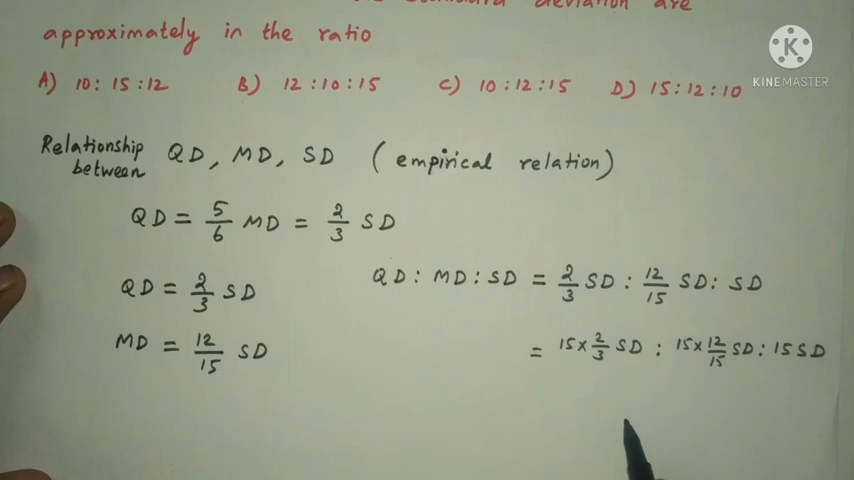 deviation are
approximately in the ratio
A) 10 : 15 : 12 B) 12 : 10 : 15 C) 10 : 12 : 15 D) 15 : 12 : 10
K
KINEMASTER
Relationship between QD, MD, SD (empirical relation)
QD = 5/6 MD = 2/3 SD
QD = 2/3 SD QD : MD : SD = 2/3 SD : 12/15 SD : SD
MD = 12/15 SD = 15 × 2/3 SD : 15 × 12/15 SD : 15 SD